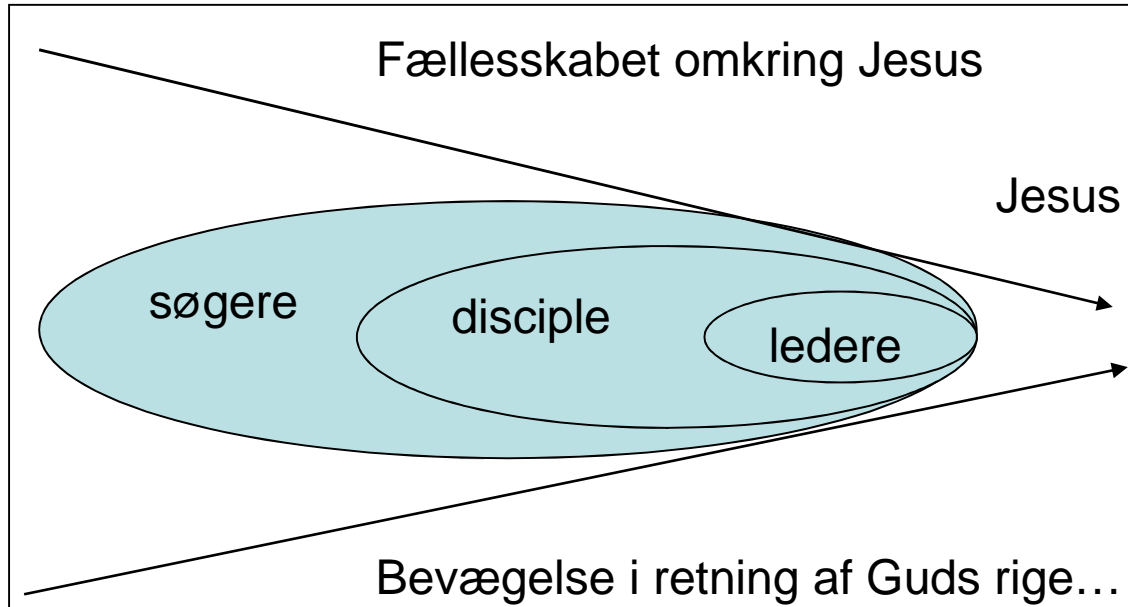 Fællesskabet omkring Jesus
Jesus
søgere
disciple
ledere
Bevægelse i retning af Guds rige…